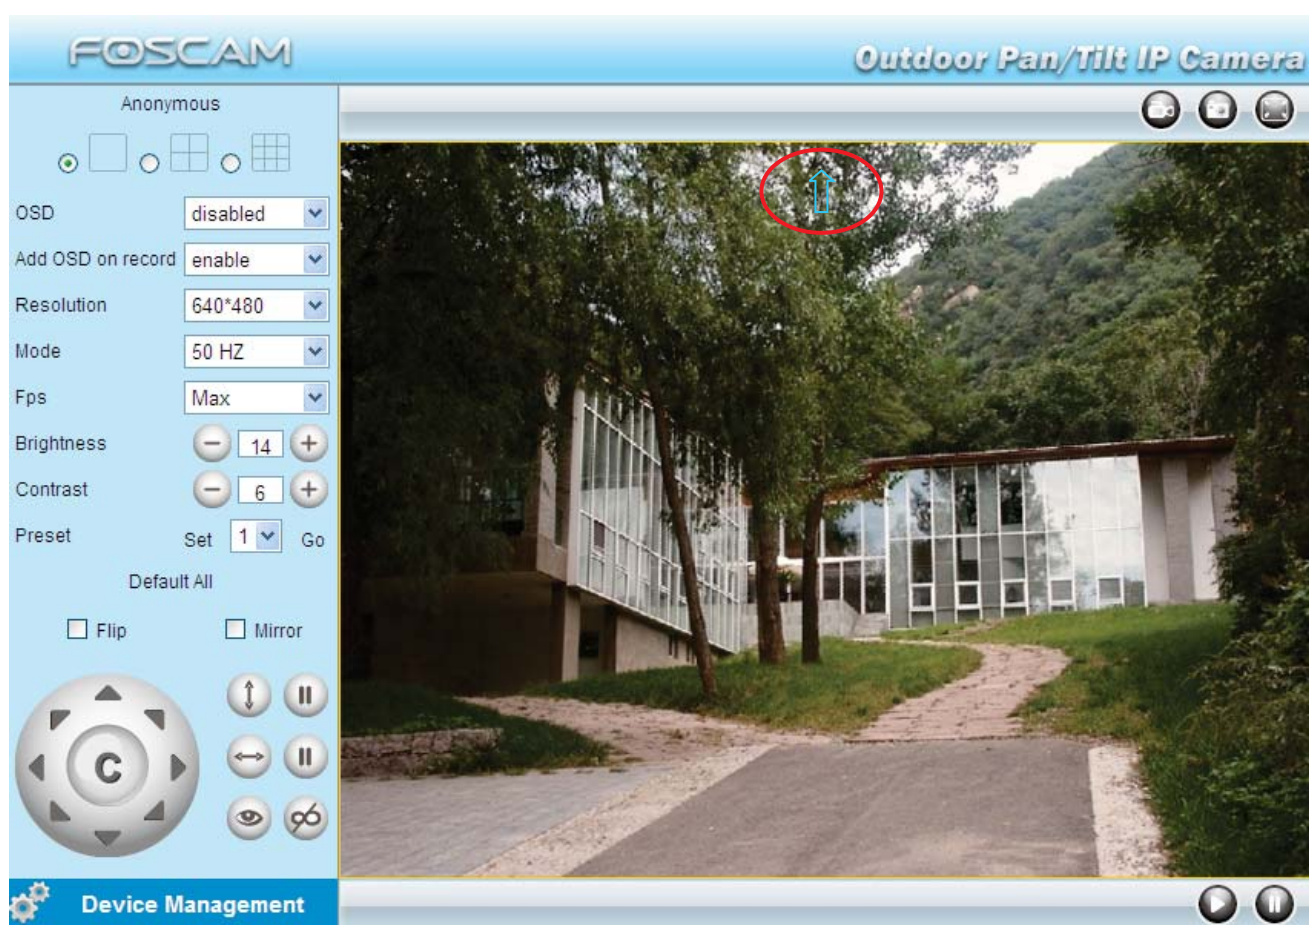 FOSCAM
Outdoor Pan/Tilt IP Camera
Anonymous
OSD disabled
Add OSD on record enable
Resolution 640*480
Mode 50 HZ
Fps Max
Brightness 14
Contrast 6
Preset Set 1 Go
Default All
Flip Mirror
C
Device Management